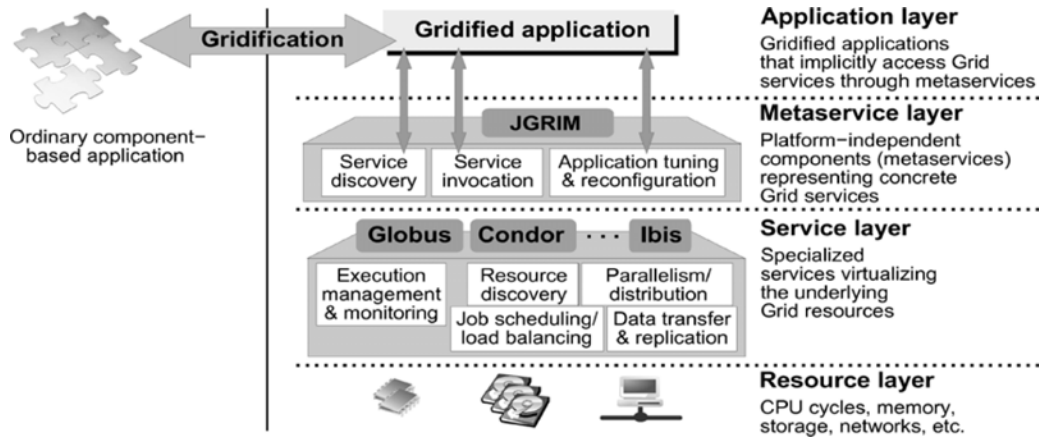 Gridification
Gridified application
Ordinary component-
based application
Application layer
Gridified applications
that implicitly access Grid
services through metaservices
JGRIM
Service
discovery
Service
invocation
Application tuning
& reconfiguration
Metaservice layer
Platform-independent
components (metaservices)
representing concrete
Grid services
Globus
Condor
· · ·
Ibis
Execution
management
& monitoring
Resource
discovery
Parallelism/
distribution
Job scheduling/
load balancing
Data transfer
& replication
Service layer
Specialized
services virtualizing
the underlying
Grid resources
Resource layer
CPU cycles, memory,
storage, networks, etc.